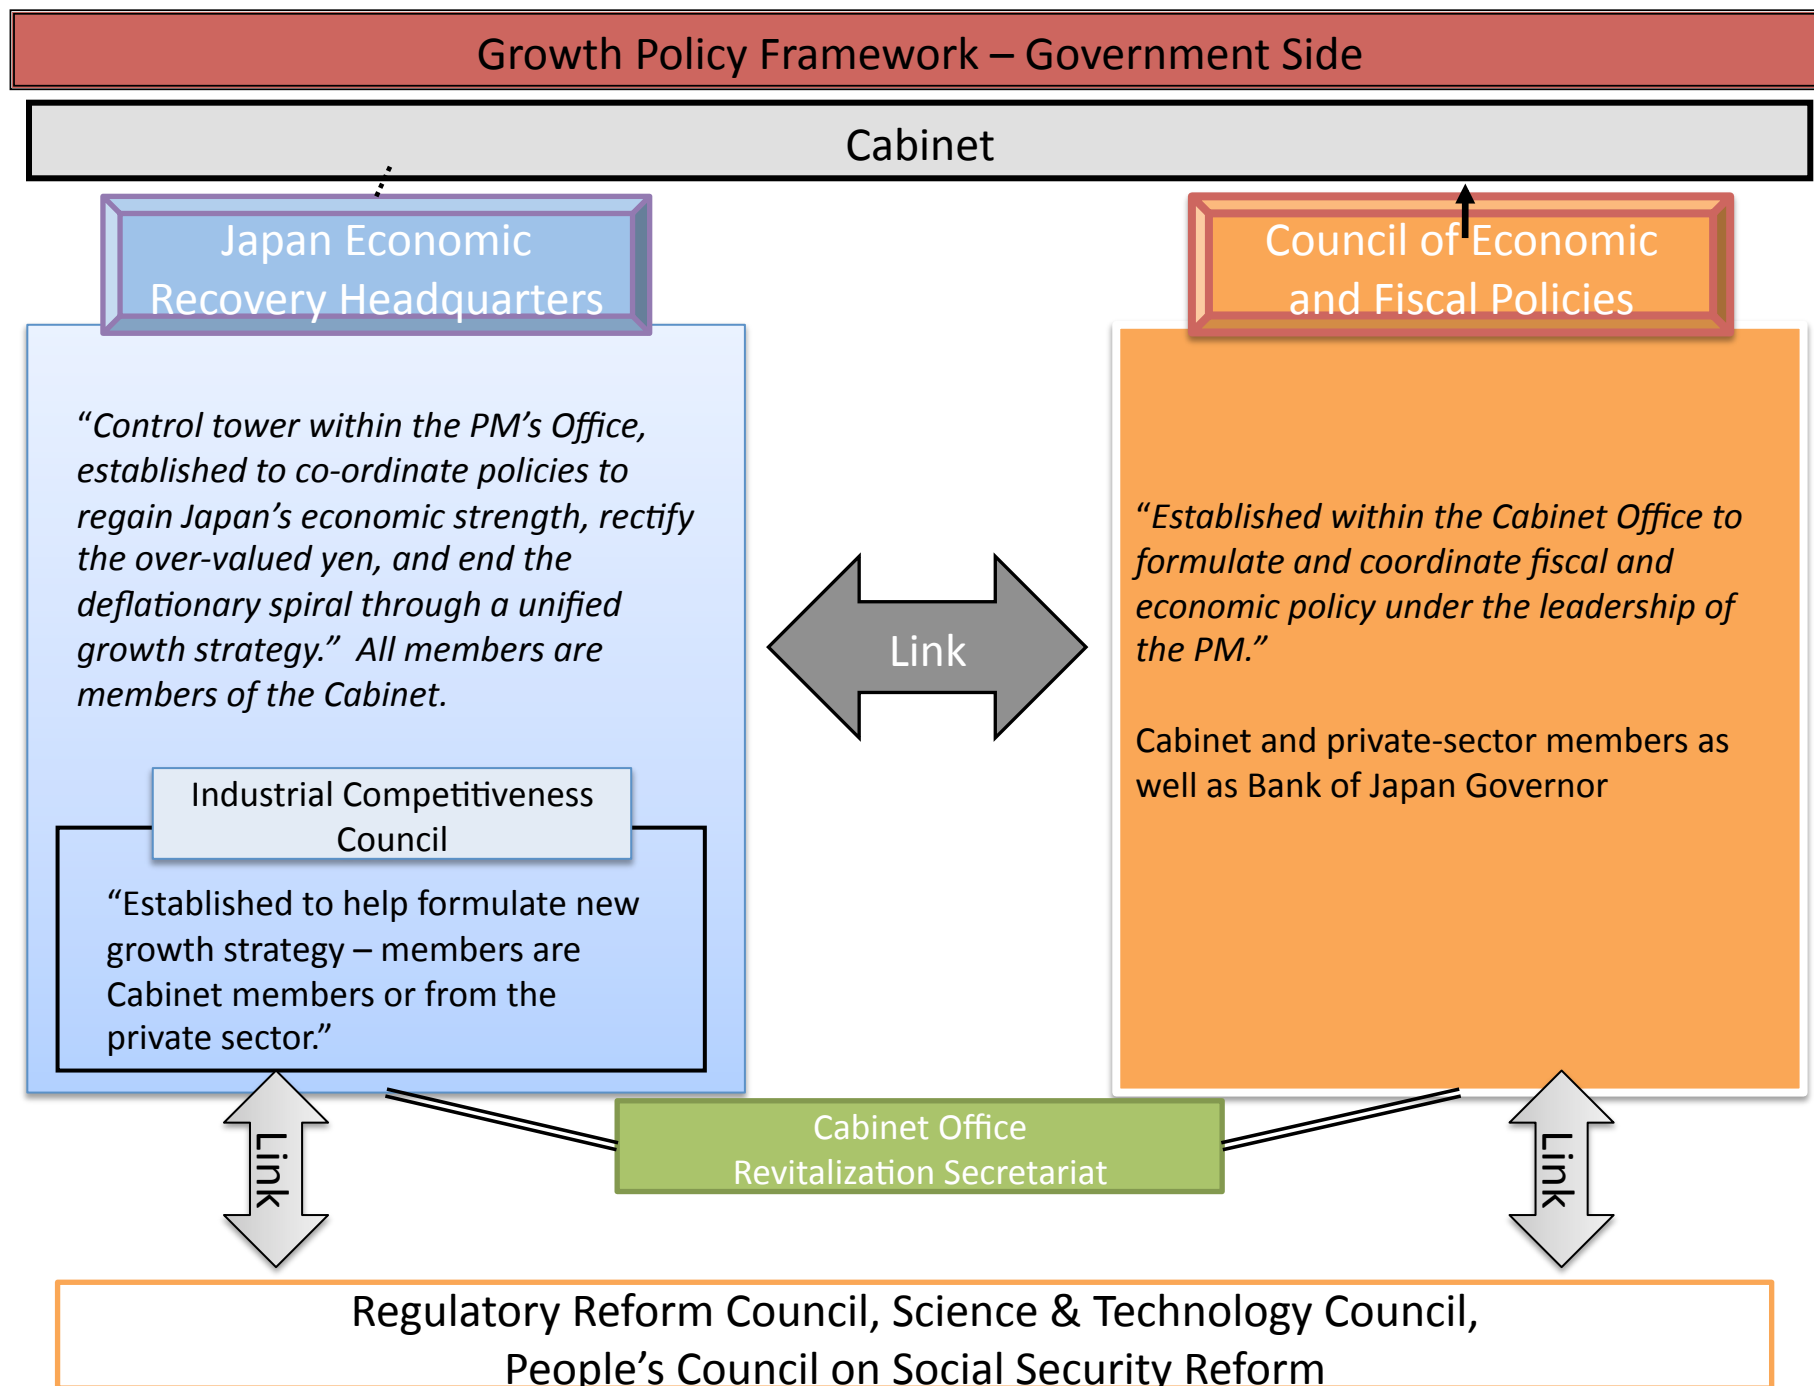 Growth Policy Framework – Government Side
Cabinet
Japan Economic
Recovery Headquarters
“Control tower within the PM’s Office,
established to co-ordinate policies to
regain Japan’s economic strength, rectify
the over-valued yen, and end the
deflationary spiral through a unified
growth strategy.”  All members are
members of the Cabinet.
Industrial Competitiveness
Council
“Established to help formulate new
growth strategy – members are
Cabinet members or from the
private sector.”
Link
Council of Economic
and Fiscal Policies
“Established within the Cabinet Office to
formulate and coordinate fiscal and
economic policy under the leadership of
the PM.”
Cabinet and private-sector members as
well as Bank of Japan Governor
Link
Cabinet Office
Revitalization Secretariat
Link
Regulatory Reform Council, Science & Technology Council,
People’s Council on Social Security Reform